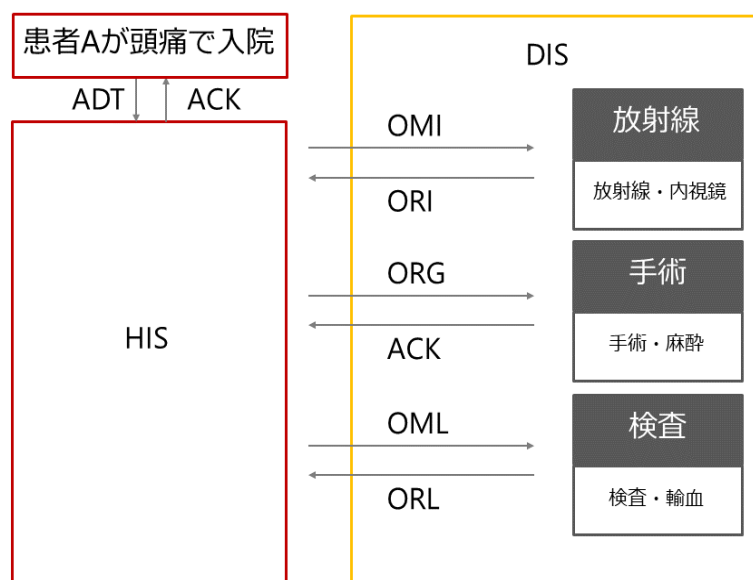 患者Aが頭痛で入院
ADT
ACK
DIS
HIS
OMI
ORI
放射線
放射線・内視鏡
ORG
ACK
手術
手術・麻酔
OML
ORL
検査
検査・輸血